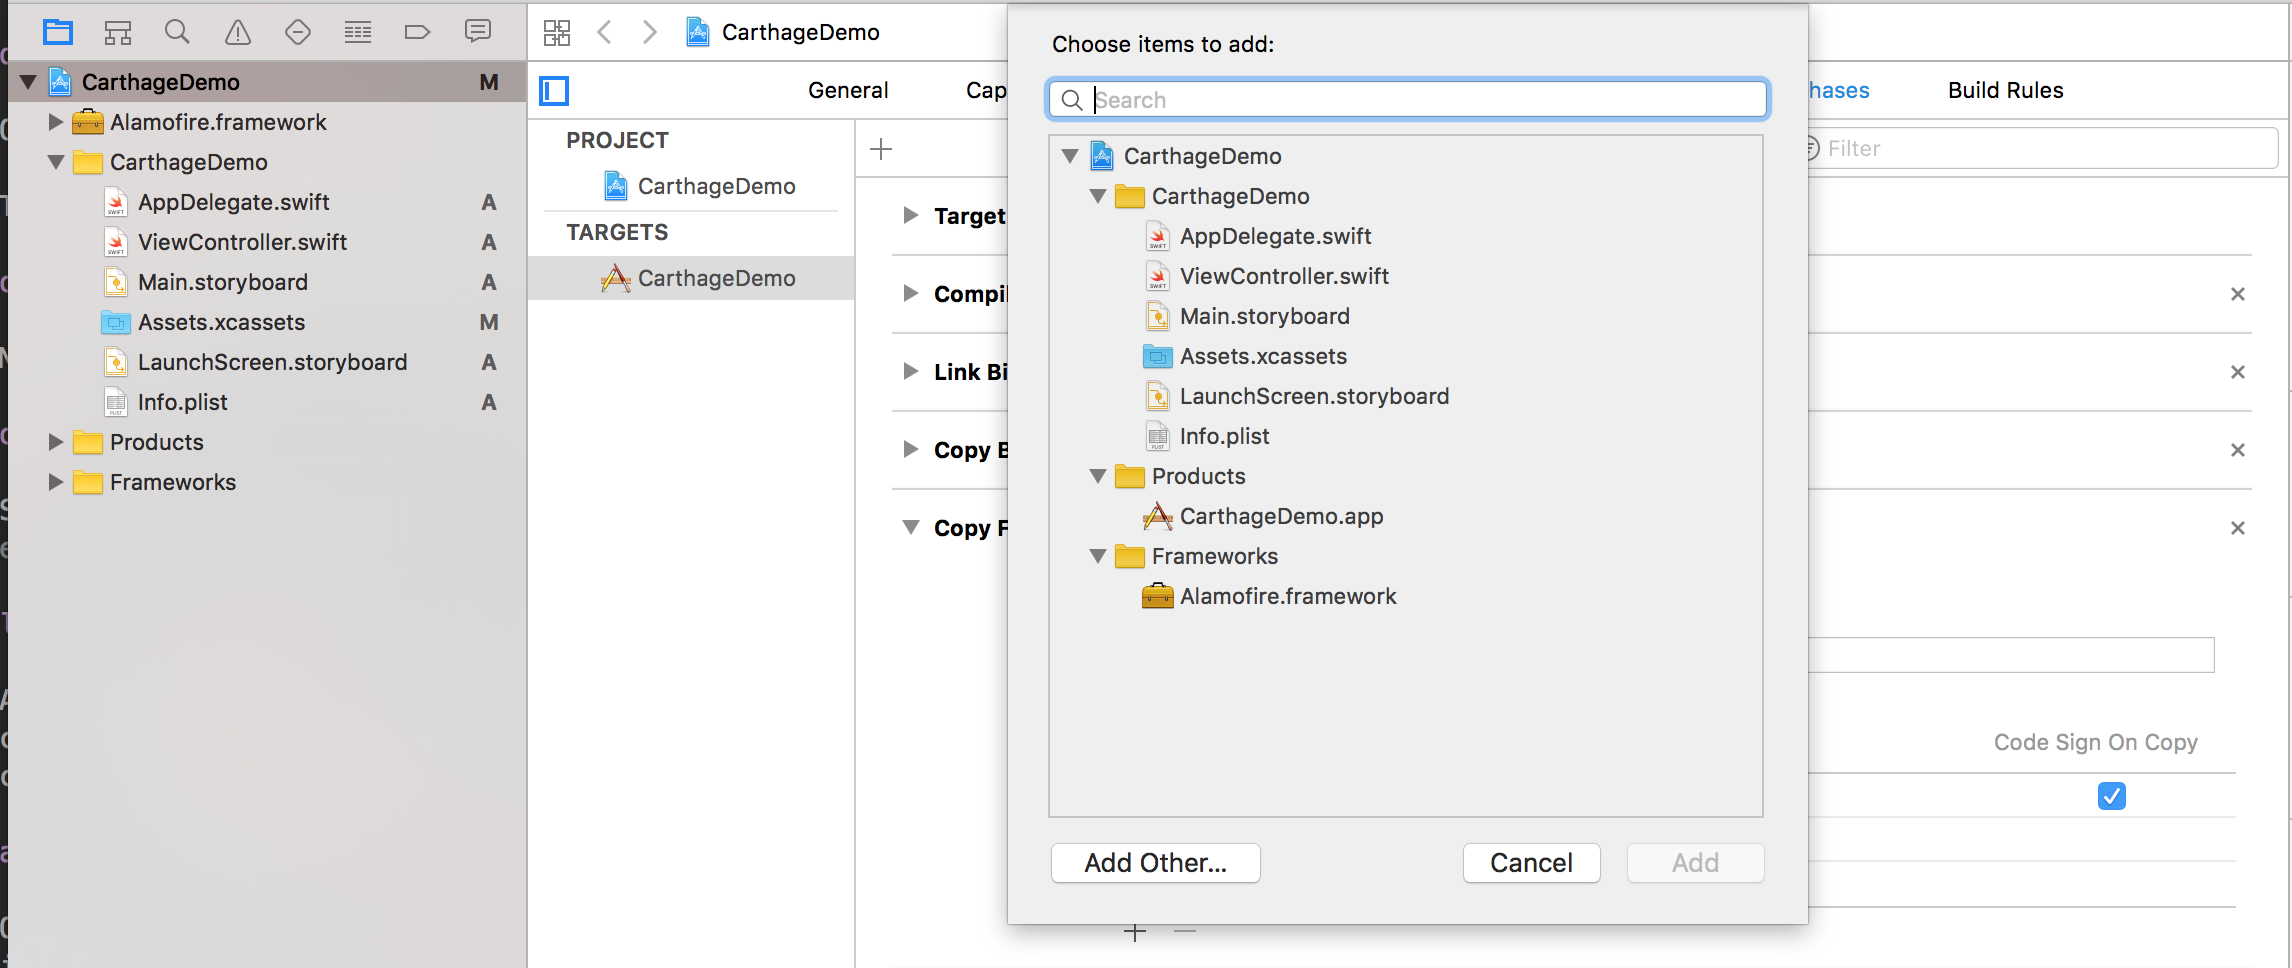 CarthageDemo M
Alamofire.framework
CarthageDemo
AppDelegate.swift A
ViewController.swift A
Main.storyboard A
Assets.xcassets M
LaunchScreen.storyboard A
Info.plist A
Products
Frameworks
CarthageDemo
General
Cap
hases
Build Rules
PROJECT
CarthageDemo
TARGETS
CarthageDemo
Filter
Target
Compil
Link Bi
Copy B
Copy F
Code Sign On Copy
Choose items to add:
Search
CarthageDemo
CarthageDemo
AppDelegate.swift
ViewController.swift
Main.storyboard
Assets.xcassets
LaunchScreen.storyboard
Info.plist
Products
CarthageDemo.app
Frameworks
Alamofire.framework
Add Other...
Cancel
Add